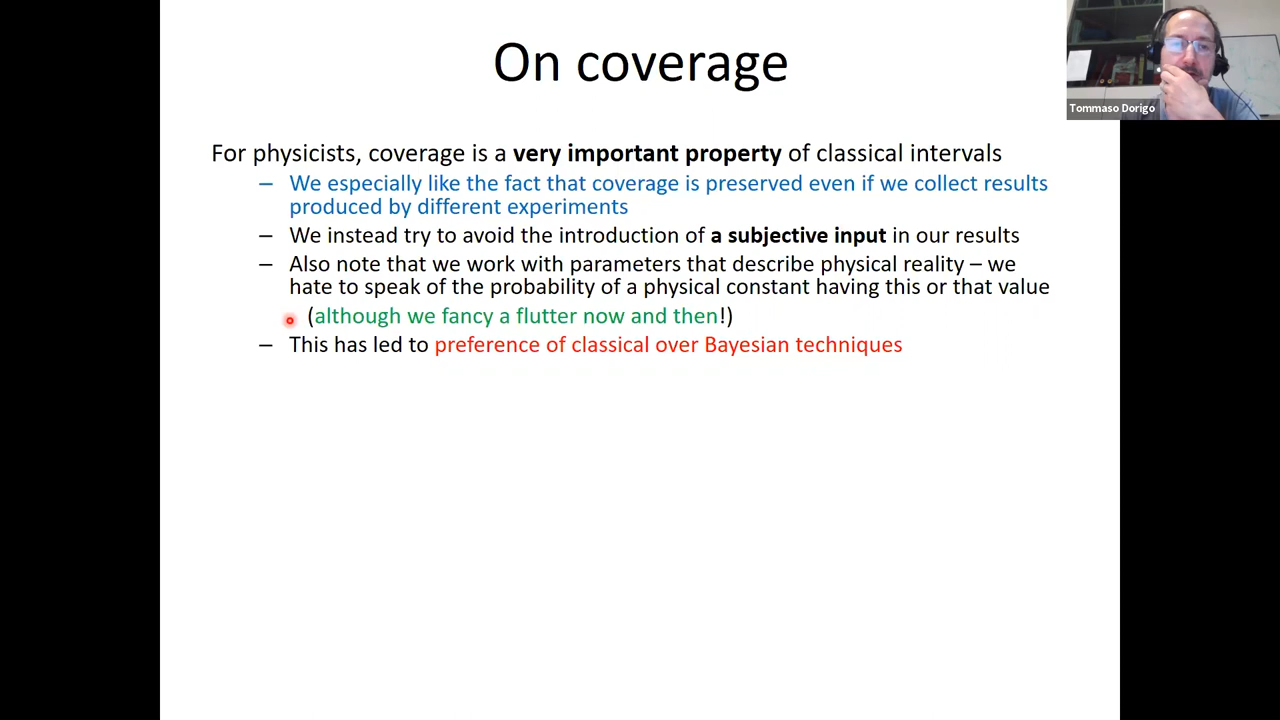 On coverage
Tommaso Dorigo
For physicists, coverage is a very important property of classical intervals
– We especially like the fact that coverage is preserved even if we collect results
produced by different experiments
– We instead try to avoid the introduction of a subjective input in our results
– Also note that we work with parameters that describe physical reality – we
hate to speak of the probability of a physical constant having this or that value
(although we fancy a flutter now and then!)
– This has led to preference of classical over Bayesian techniques